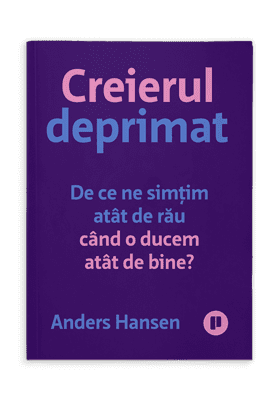 Creierul
deprimat
De ce ne simțim
atât de rău
când o ducem
atât de bine?
Anders Hansen